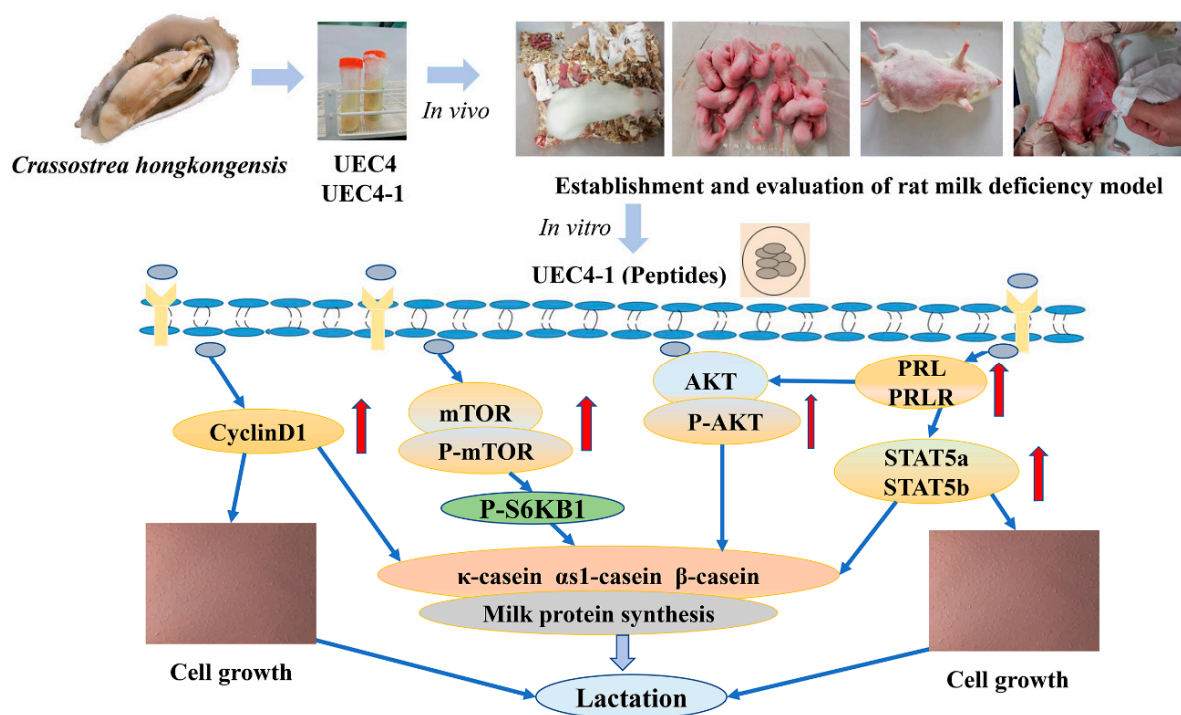 In vivo
Crassostrea hongkongensis
UEC4
UEC4-1
Establishment and evaluation of rat milk deficiency model
In vitro
UEC4-1 (Peptides)
CyclinD1
mTOR
P-mTOR
P-S6KB1
AKT
P-AKT
PRL
PRLR
STAT5a
STAT5b
κ-casein αs1-casein β-casein
Milk protein synthesis
Cell growth
Cell growth
Lactation